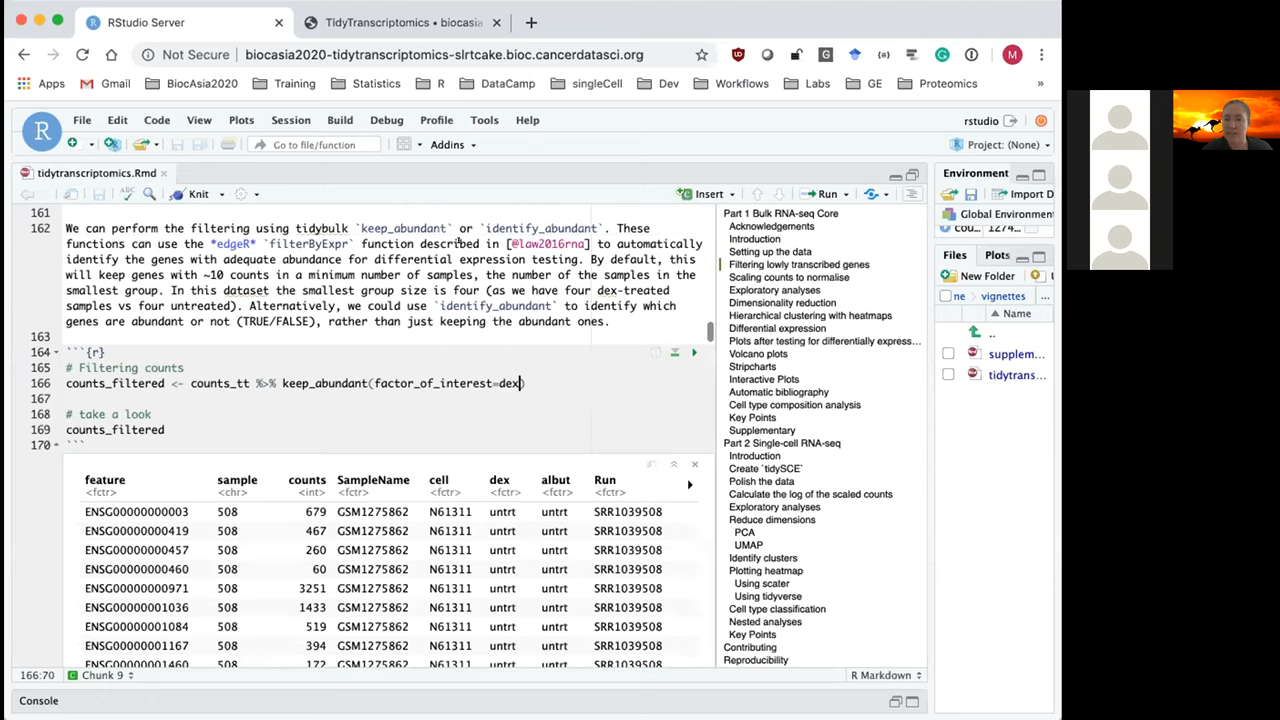 RStudio Server
TidyTranscriptomics • biocasia
Not Secure
biocasia2020-tidytranscriptomics-slrtcake.bioc.cancerdatasci.org
M
Apps Gmail BiocAsia2020 Training Statistics R DataCamp singleCell Dev Workflows Labs GE Proteomics »
R
File Edit Code View Plots Session Build Debug Profile Tools Help
rstudio
Go to file/function
Addins
Project: (None)
tidytranscriptomics.Rmd
Knit
Insert
Run
161
162 We can perform the filtering using tidybulk `keep_abundant` or `identify_abundant`. These
functions can use the *edgeR* `filterByExpr` function described in [@law2016rna] to automatically
identify the genes with adequate abundance for differential expression testing. By default, this
will keep genes with ~10 counts in a minimum number of samples, the number of the samples in the
smallest group. In this dataset the smallest group size is four (as we have four dex-treated
samples vs four untreated). Alternatively, we could use `identify_abundant` to identify which
genes are abundant or not (TRUE/FALSE), rather than just keeping the abundant ones.
163
164 ```{r}
165 # Filtering counts
166 counts_filtered <- counts_tt %>% keep_abundant(factor_of_interest=dex)
167
168 # take a look
169 counts_filtered
170 ```
feature sample counts SampleName cell dex albut Run
<fctr> <chr> <int> <fctr> <fctr> <fctr> <fctr> <fctr>
ENSG00000000003 508 679 GSM1275862 N61311 untrt untrt SRR1039508
ENSG00000000419 508 467 GSM1275862 N61311 untrt untrt SRR1039508
ENSG00000000457 508 260 GSM1275862 N61311 untrt untrt SRR1039508
ENSG00000000460 508 60 GSM1275862 N61311 untrt untrt SRR1039508
ENSG00000000971 508 3251 GSM1275862 N61311 untrt untrt SRR1039508
ENSG00000001036 508 1433 GSM1275862 N61311 untrt untrt SRR1039508
ENSG00000001084 508 519 GSM1275862 N61311 untrt untrt SRR1039508
ENSG00000001167 508 394 GSM1275862 N61311 untrt untrt SRR1039508
ENSG00000001460 508 172 GSM1275862 N61311 untrt untrt SRR1039508
166:70 Chunk 9 R Markdown
Console
Part 1 Bulk RNA-seq Core
Acknowledgements
Introduction
Setting up the data
Filtering lowly transcribed genes
Scaling counts to normalise
Exploratory analyses
Dimensionality reduction
Hierarchical clustering with heatmaps
Differential expression
Plots after testing for differentially express...
Volcano plots
Stripcharts
Interactive Plots
Automatic bibliography
Cell type composition analysis
Key Points
Supplementary
Part 2 Single-cell RNA-seq
Introduction
Create `tidySCE`
Polish the data
Calculate the log of the scaled counts
Exploratory analyses
Reduce dimensions
PCA
UMAP
Identify clusters
Plotting heatmap
Using scater
Using tidyverse
Cell type classification
Nested analyses
Key Points
Contributing
Reproducibility
Environment
Import D
Global Environm
cou... 1274...
Files Plots
New Folder
ne vignettes ...
Name
..
supplem...
tidytrans...